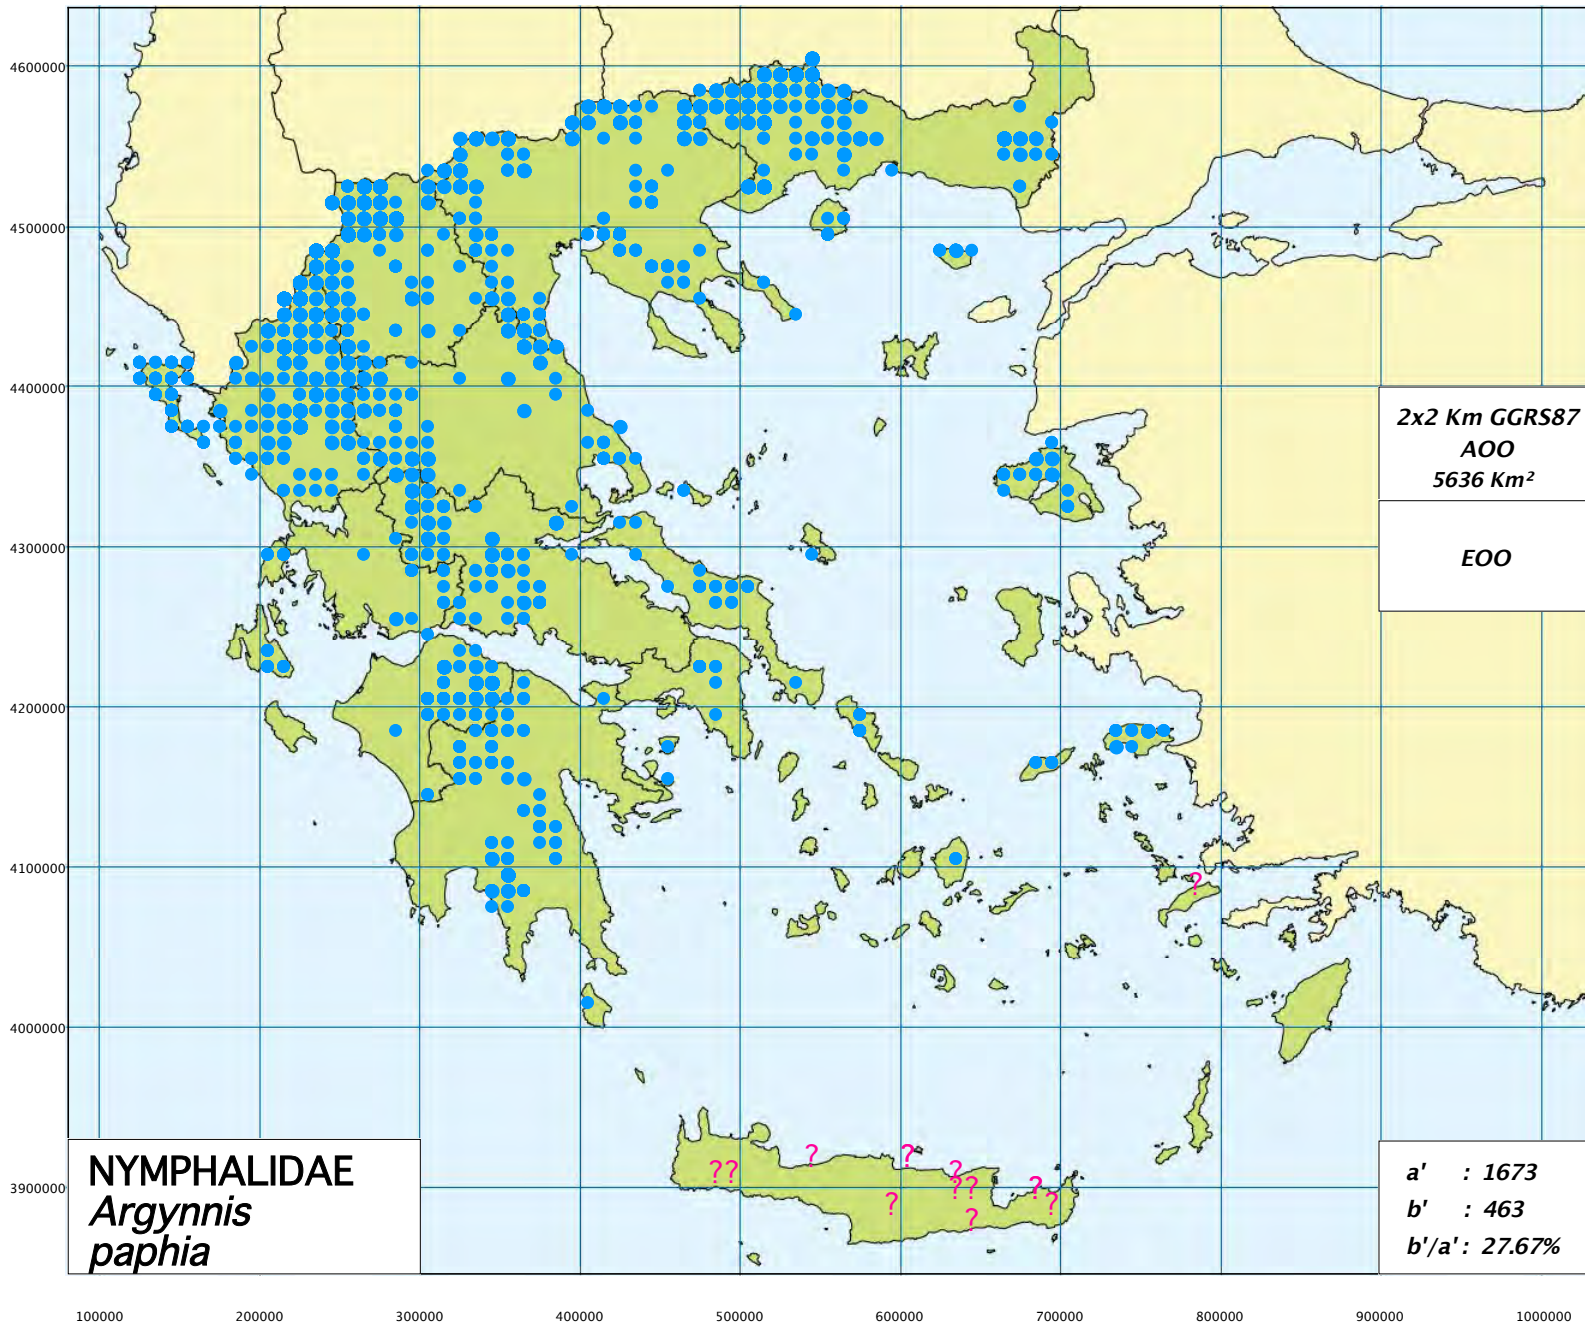 4600000
4500000
4400000
2x2 Km GGRS87
AOO
5636 Km²
EOO
4300000
4200000
4100000
?
4000000
? ?
? ?
?
? ? ?
? ?
?
3900000
NYMPHALIDAE
Argynnis
paphia
a' : 1673
b' : 463
b'/a' : 27.67%
100000 200000 300000 400000 500000 600000 700000 800000 900000 1000000